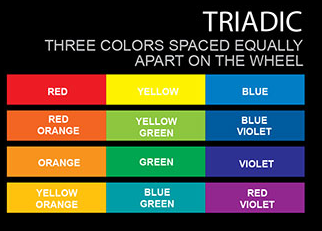 TRIADIC
THREE COLORS SPACED EQUALLY
APART ON THE WHEEL
RED YELLOW BLUE
RED YELLOW BLUE
ORANGE GREEN VIOLET
ORANGE GREEN VIOLET
YELLOW BLUE RED
ORANGE GREEN VIOLET